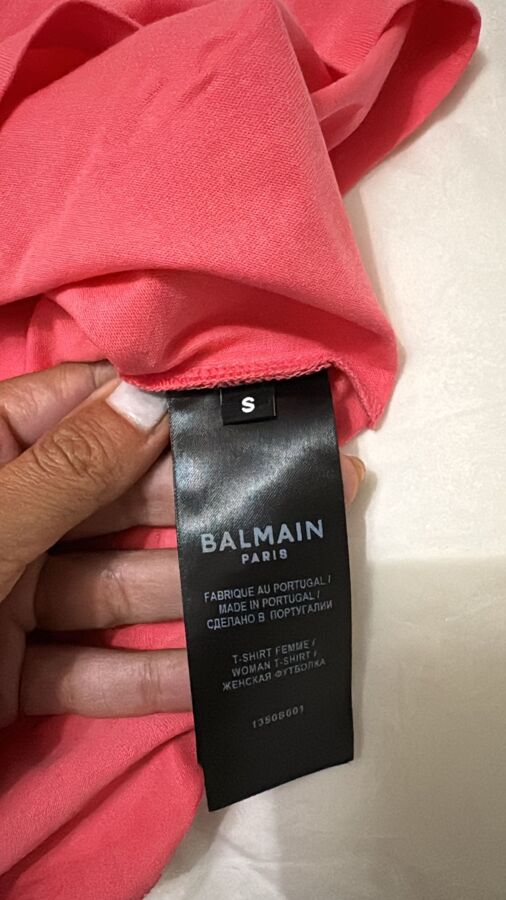 S
BALMAIN
PARIS
FABRIQUE AU PORTUGAL /
MADE IN PORTUGAL /
СДЕЛАНО В ПОРТУГАЛИИ
T-SHIRT FEMME /
WOMAN T-SHIRT /
ЖЕНСКАЯ ФУТБОЛКА